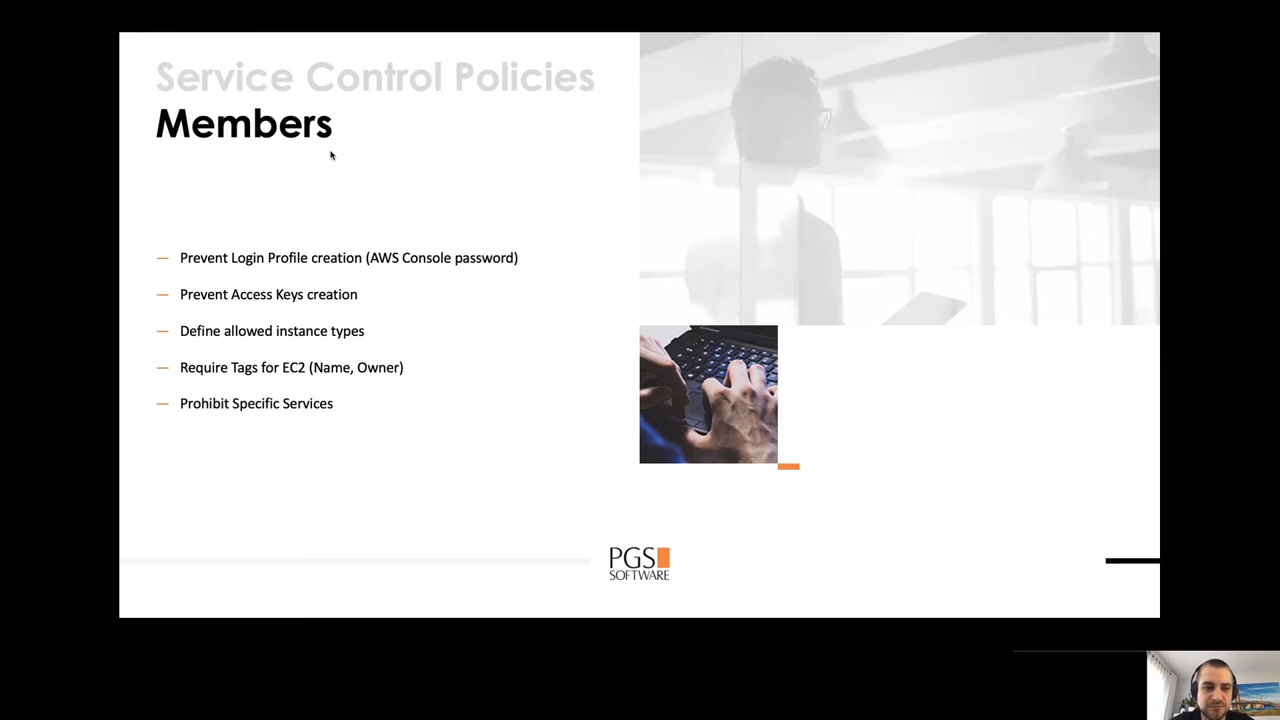 Service Control Policies
Members
— Prevent Login Profile creation (AWS Console password)
— Prevent Access Keys creation
— Define allowed instance types
— Require Tags for EC2 (Name, Owner)
— Prohibit Specific Services
PGS
SOFTWARE